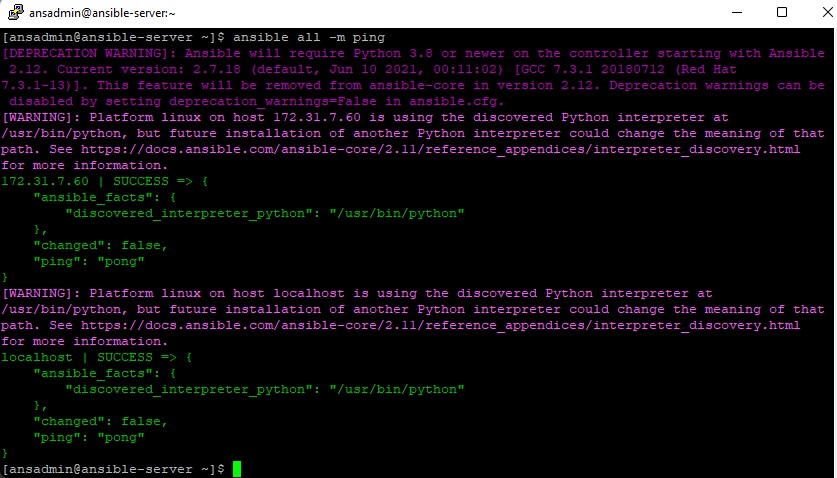 ansadmin@ansible-server:~
[ansadmin@ansible-server ~]$ ansible all -m ping
[DEPRECATION WARNING]: Ansible will require Python 3.8 or newer on the controller starting with Ansible
 2.12. Current version: 2.7.18 (default, Jun 10 2021, 00:11:02) [GCC 7.3.1 20180712 (Red Hat
7.3.1-13)]. This feature will be removed from ansible-core in version 2.12. Deprecation warnings can be
 disabled by setting deprecation_warnings=False in ansible.cfg.
[WARNING]: Platform linux on host 172.31.7.60 is using the discovered Python interpreter at
/usr/bin/python, but future installation of another Python interpreter could change the meaning of that
path. See https://docs.ansible.com/ansible-core/2.11/reference_appendices/interpreter_discovery.html
for more information.
172.31.7.60 | SUCCESS => {
    "ansible_facts": {
        "discovered_interpreter_python": "/usr/bin/python"
    },
    "changed": false,
    "ping": "pong"
}
[WARNING]: Platform linux on host localhost is using the discovered Python interpreter at
/usr/bin/python, but future installation of another Python interpreter could change the meaning of that
path. See https://docs.ansible.com/ansible-core/2.11/reference_appendices/interpreter_discovery.html
for more information.
localhost | SUCCESS => {
    "ansible_facts": {
        "discovered_interpreter_python": "/usr/bin/python"
    },
    "changed": false,
    "ping": "pong"
}
[ansadmin@ansible-server ~]$